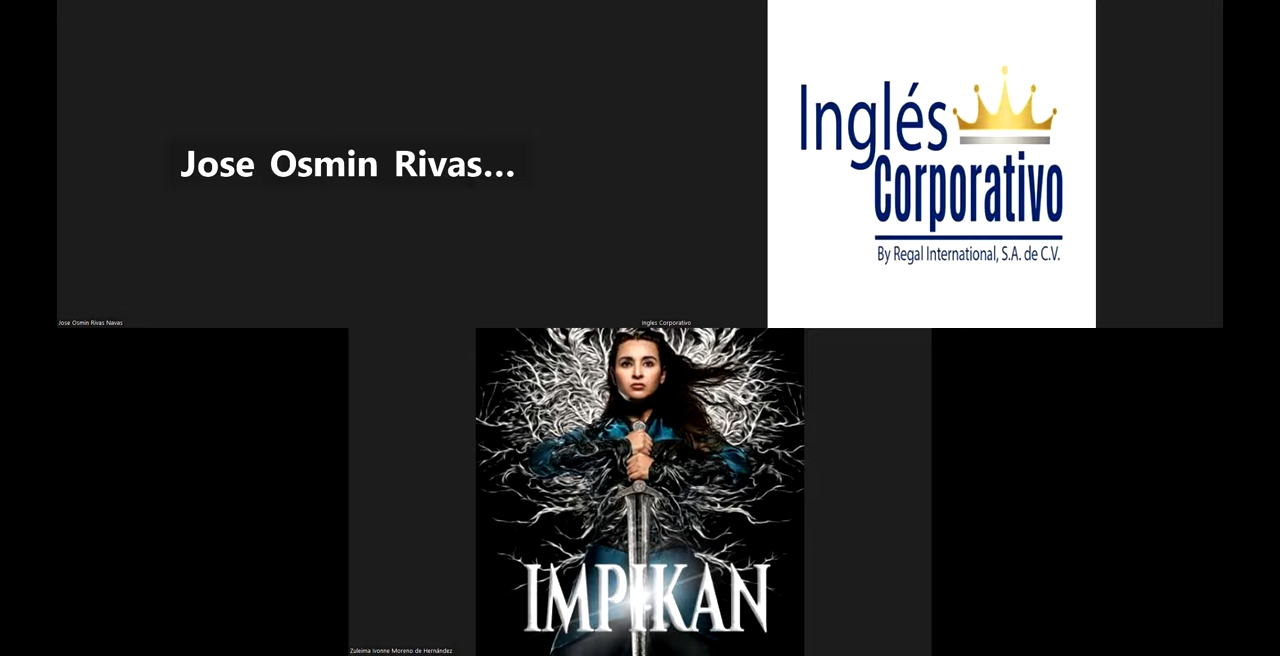 Jose Osmin Rivas...
Inglés
Corporativo
By Regal International, S.A. de C.V.
Jose Osmin Rivas Navas
Ingles Corporativo
IMPIKAN
Zuleima Ivonne Moreno de Hernández